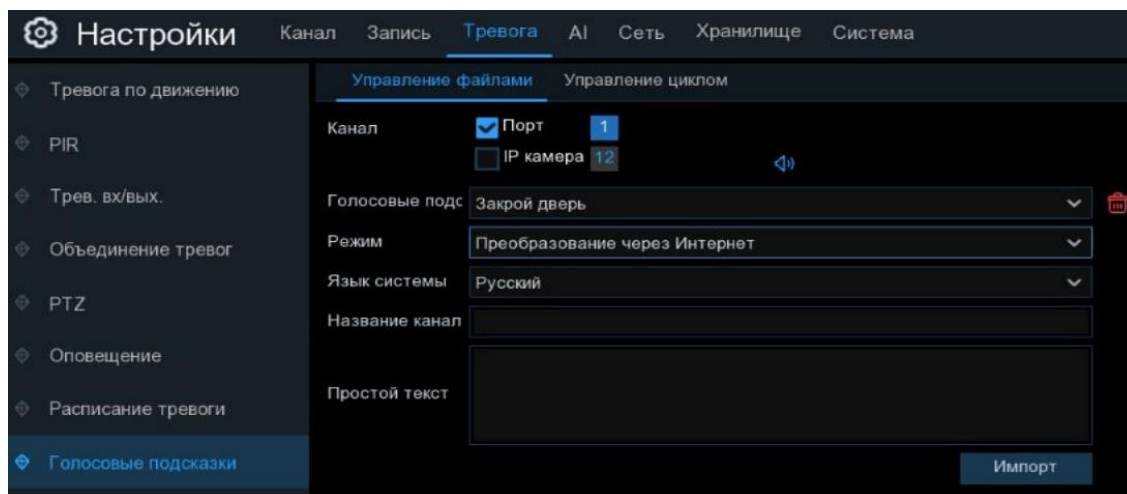 Настройки
Канал Запись Тревога AI Сеть Хранилище Система
Тревога по движению
PIR
Трев. вх/вых.
Объединение тревог
PTZ
Оповещение
Расписание тревоги
Голосовые подсказки
Управление файлами Управление циклом
Канал Порт 1
IP камера 12
Голосовые подс Закрой дверь
Режим Преобразование через Интернет
Язык системы Русский
Название канал
Простой текст
Импорт